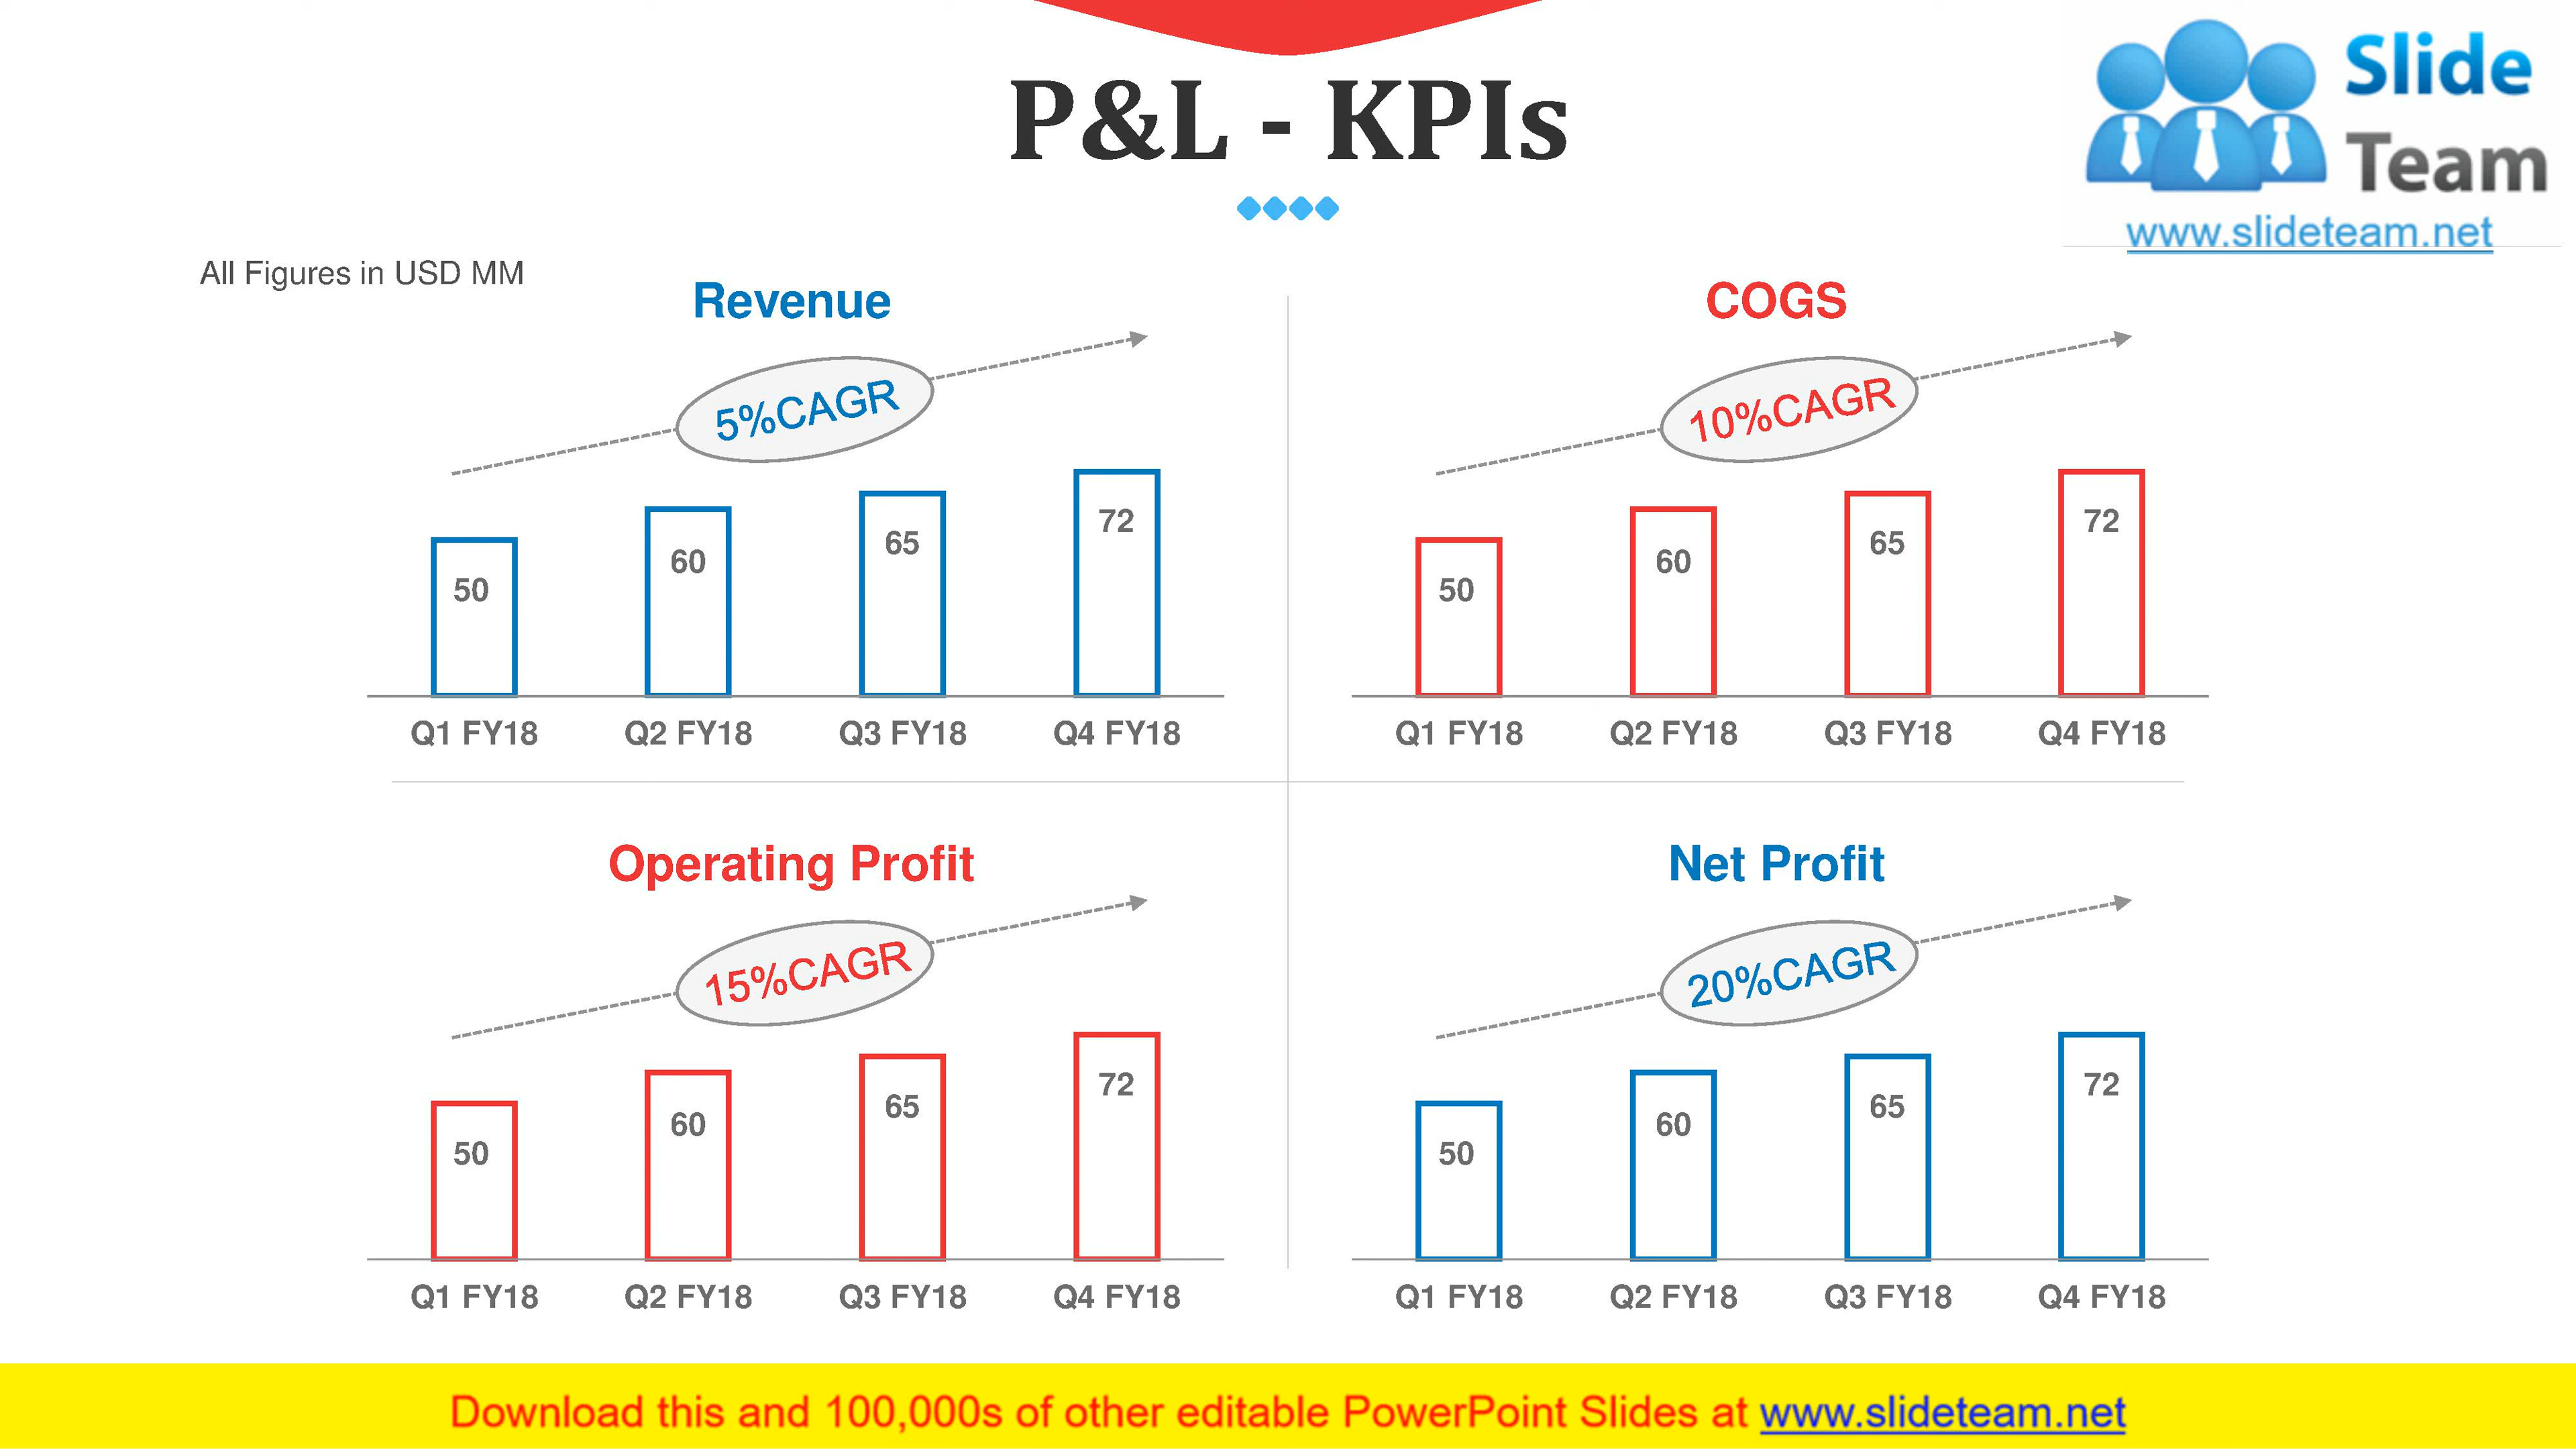 P&L - KPIs
Slide
Team
www.slideteam.net
All Figures in USD MM
Revenue
5%CAGR
50
60
65
72
Q1 FY18
Q2 FY18
Q3 FY18
Q4 FY18
COGS
10%CAGR
50
60
65
72
Q1 FY18
Q2 FY18
Q3 FY18
Q4 FY18
Operating Profit
15%CAGR
50
60
65
72
Q1 FY18
Q2 FY18
Q3 FY18
Q4 FY18
Net Profit
20%CAGR
50
60
65
72
Q1 FY18
Q2 FY18
Q3 FY18
Q4 FY18
Download this and 100,000s of other editable PowerPoint Slides at www.slideteam.net